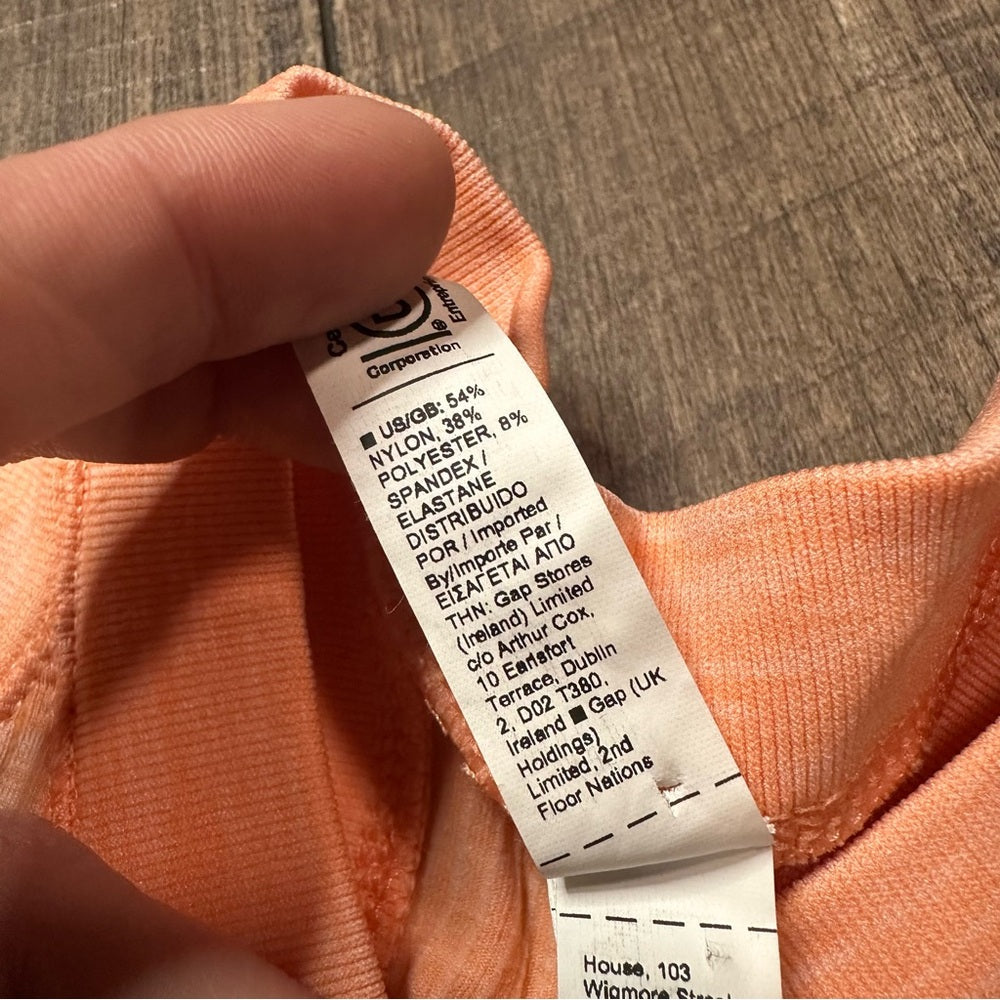 Corporation
■ US/GB: 54%
NYLON, 38%
POLYESTER, 8%
SPANDEX /
ELASTANE
DISTRIBUIDO
POR / Imported
By/Importe Par /
ΕΙΣΑΓΕΤΑΙ ΑΠΟ
ΤΗΝ: Gap Stores
(Ireland) Limited
c/o Arthur Cox,
10 Earlsfort
Terrace, Dublin
2, D02 T380,
Ireland ■ Gap (UK
Holdings)
Limited, 2nd
Floor Nations
House, 103
Wigmore